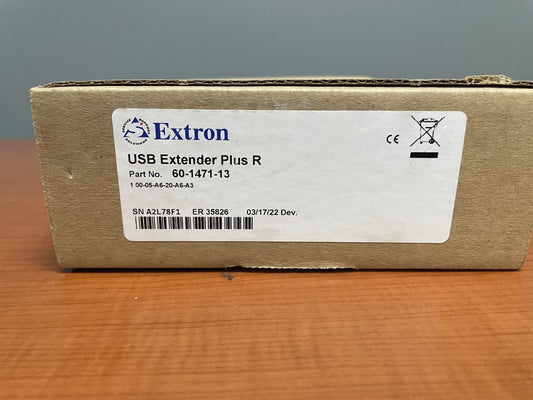 Extron
USB Extender Plus R
Part No. 60-1471-13
1 00-05-A6-20-A6-A3
SN A2L78F1 ER 35826 03/17/22 Dev.
CE